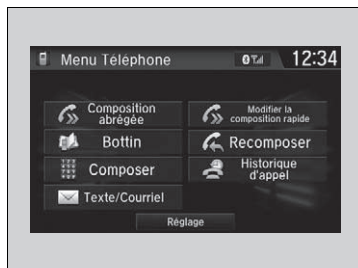 Menu Téléphone
12:34
Composition
abrégée
Modifier la
composition rapide
Bottin
Recomposer
Composer
Historique
d'appel
Texte/Courriel
Réglage